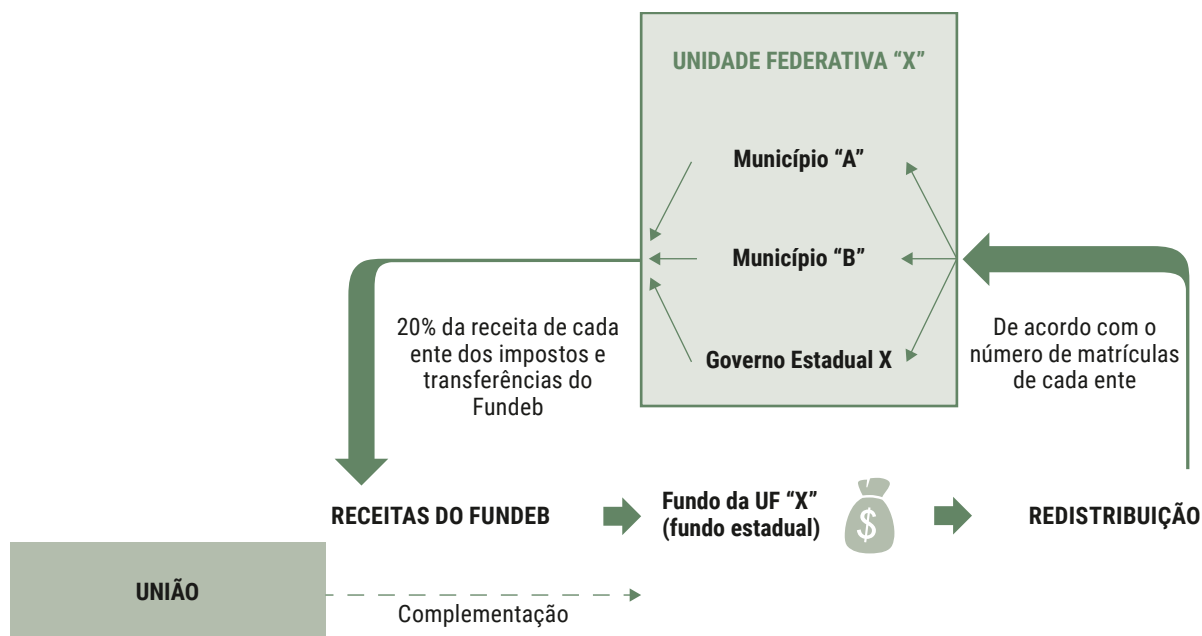 UNIDADE FEDERATIVA “X”
Município “A”
Município “B”
Governo Estadual X
20% da receita de cada
ente dos impostos e
transferências do
Fundeb
De acordo com o
número de matrículas
de cada ente
RECEITAS DO FUNDEB
Fundo da UF “X”
(fundo estadual)
$
REDISTRIBUIÇÃO
UNIÃO
Complementação